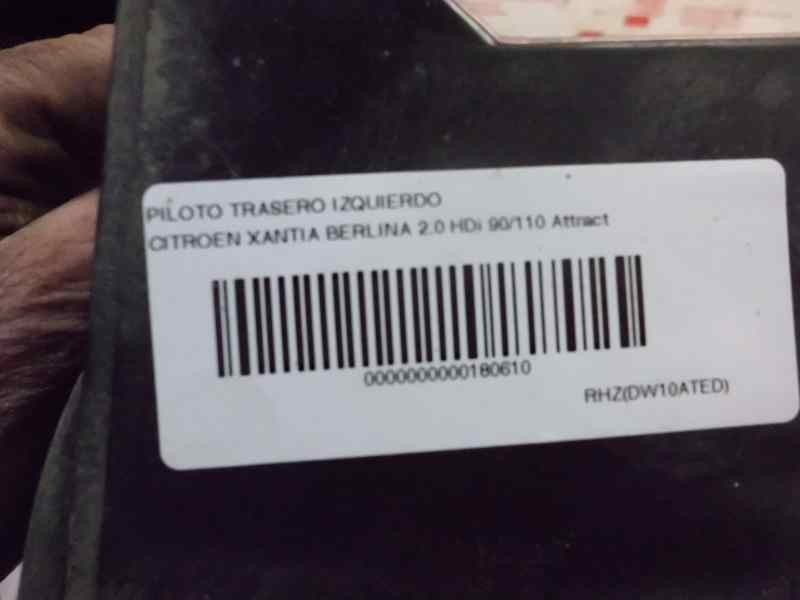 PILOTO TRASERO IZQUIERDO
CITROEN XANTIA BERLINA 2.0 HDi 90/110 Attract
0000000000180610
RHZ(DW10ATED)